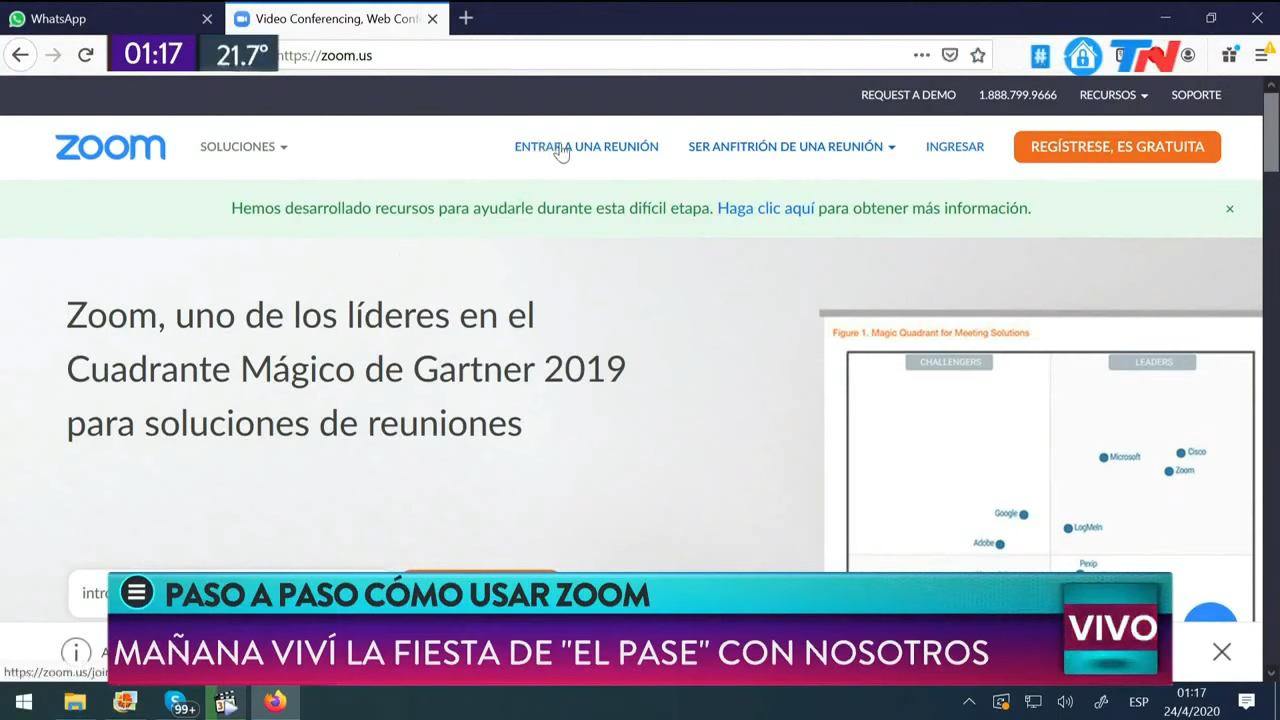 WhatsApp
Video Conferencing, Web Conf
01:17
21.7°
https://zoom.us
TN
REQUEST A DEMO
1.888.799.9666
RECURSOS
SOPORTE
zoom
SOLUCIONES
ENTRAR A UNA REUNIÓN
SER ANFITRIÓN DE UNA REUNIÓN
INGRESAR
REGÍSTRESE, ES GRATUITA
Hemos desarrollado recursos para ayudarle durante esta difícil etapa. Haga clic aquí para obtener más información.
Zoom, uno de los líderes en el
Cuadrante Mágico de Gartner 2019
para soluciones de reuniones
Figure 1. Magic Quadrant for Meeting Solutions
CHALLENGERS
LEADERS
Microsoft
Cisco
Zoom
Google
LogMeIn
Adobe
Pexip
intro
PASO A PASO CÓMO USAR ZOOM
MAÑANA VIVÍ LA FIESTA DE "EL PASE" CON NOSOTROS
VIVO
https://zoom.us/join
99+
ESP
01:17
24/4/2020